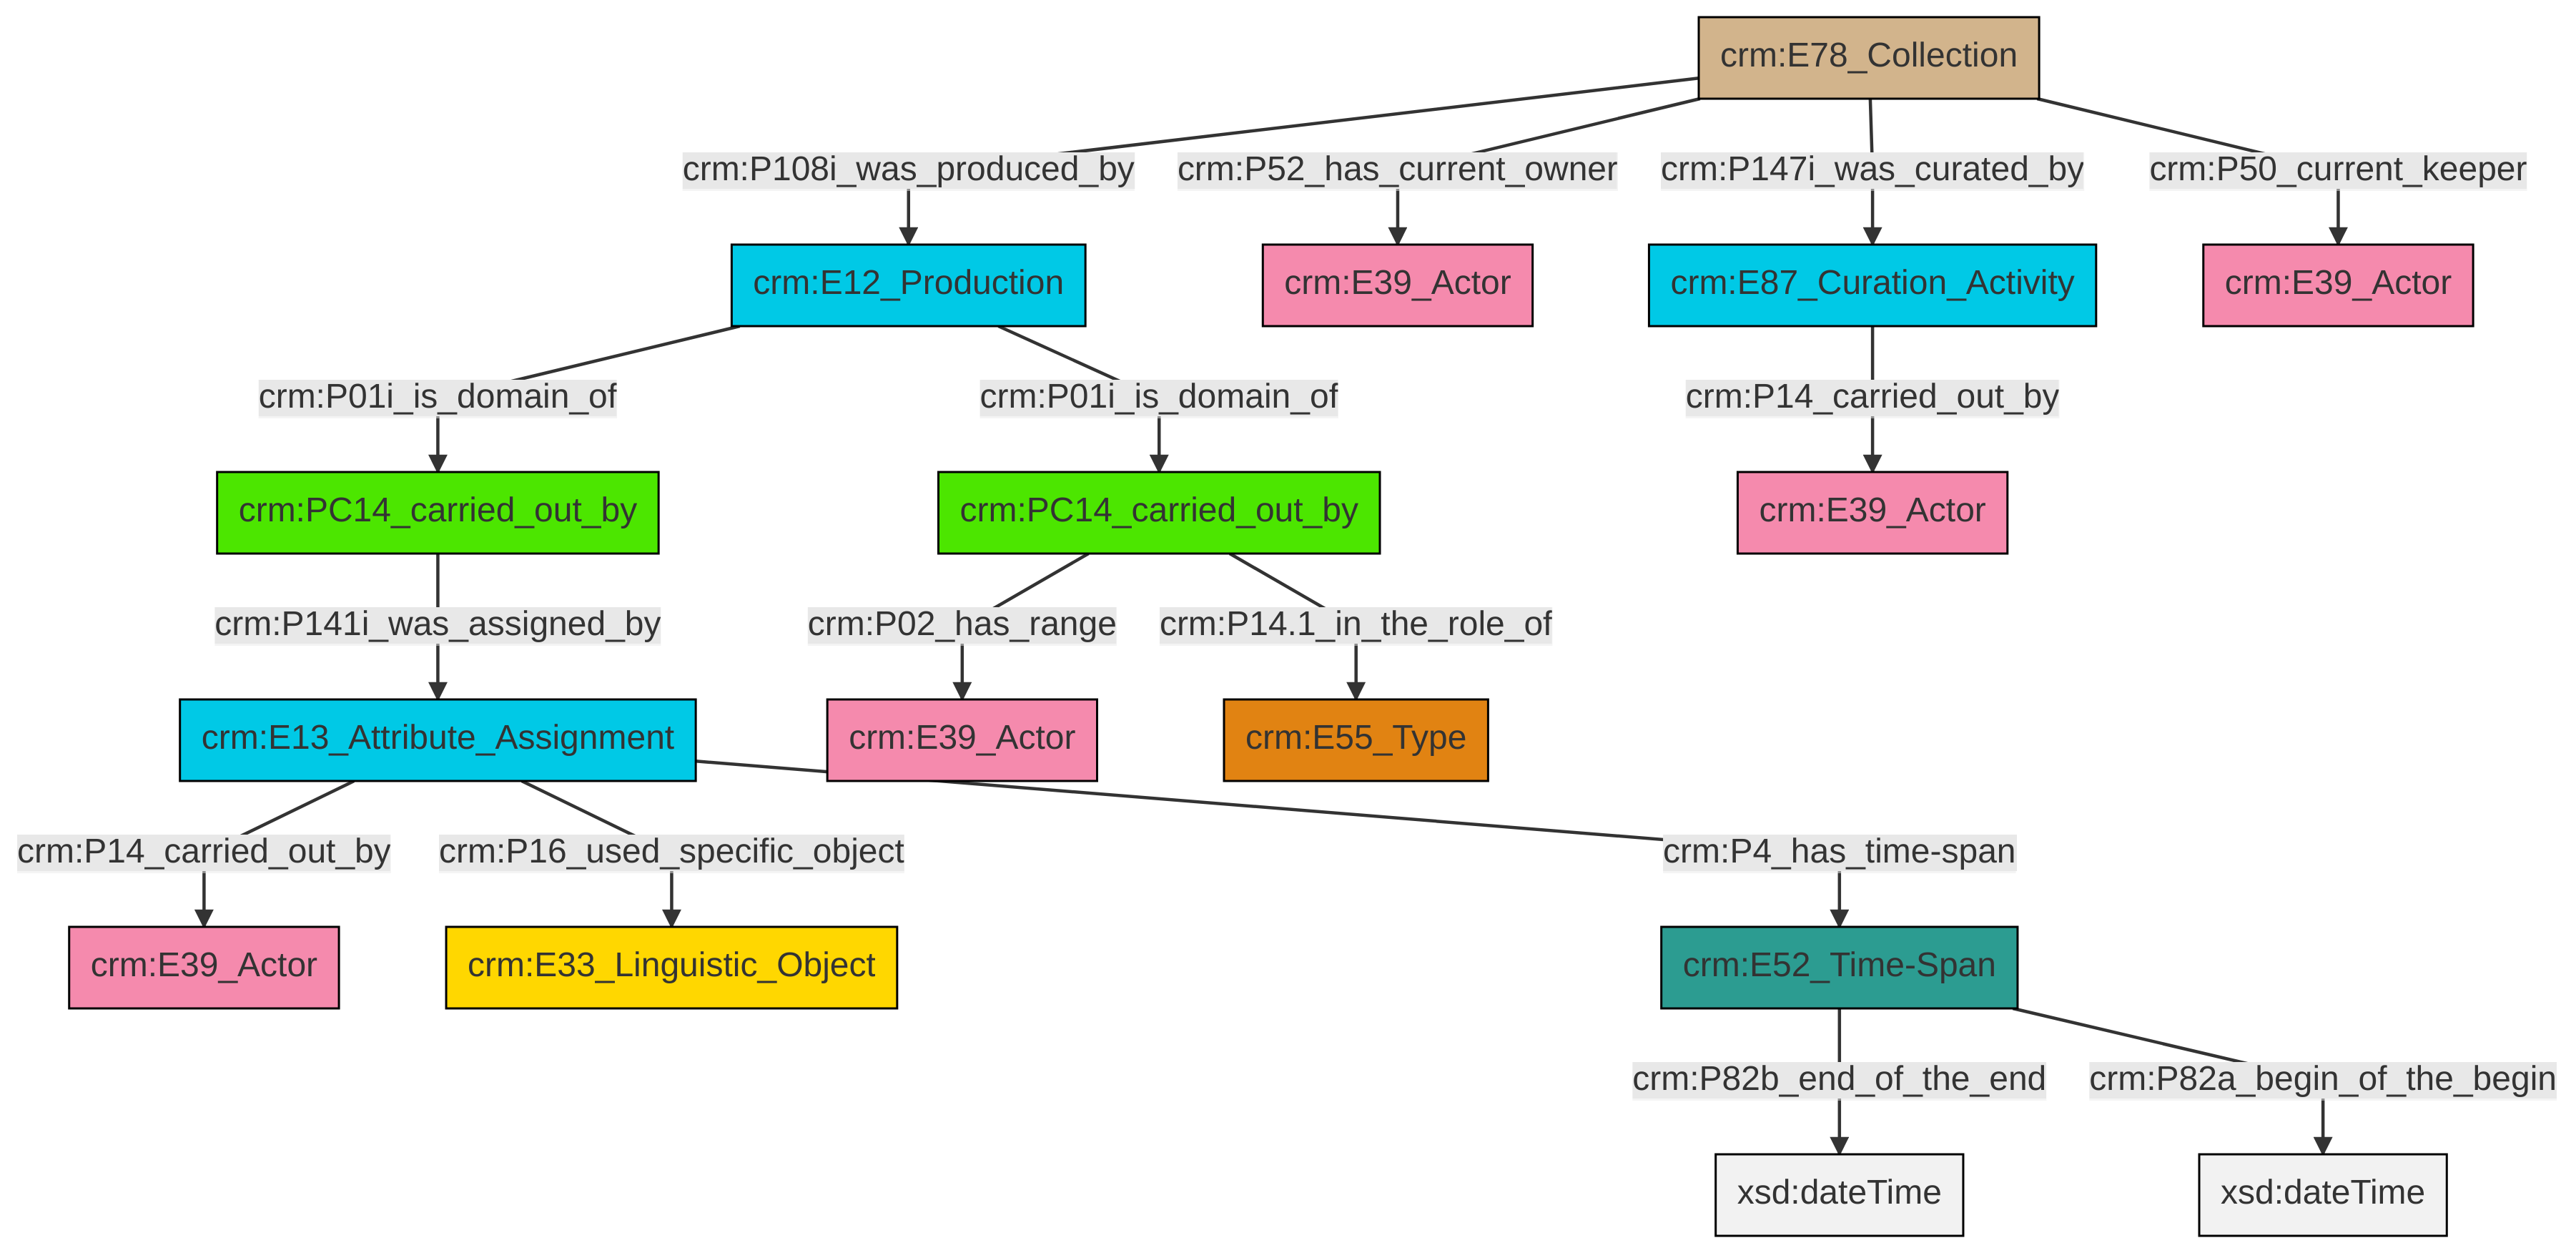 crm:E78_Collection
crm:P108i_was_produced_by
crm:P52_has_current_owner
crm:P147i_was_curated_by
crm:P50_current_keeper
crm:E12_Production
crm:E39_Actor
crm:E87_Curation_Activity
crm:E39_Actor
crm:P01i_is_domain_of
crm:P01i_is_domain_of
crm:P14_carried_out_by
crm:PC14_carried_out_by
crm:PC14_carried_out_by
crm:E39_Actor
crm:P141i_was_assigned_by
crm:P02_has_range
crm:P14.1_in_the_role_of
crm:E13_Attribute_Assignment
crm:E39_Actor
crm:E55_Type
crm:P14_carried_out_by
crm:P16_used_specific_object
crm:P4_has_time-span
crm:E39_Actor
crm:E33_Linguistic_Object
crm:E52_Time-Span
crm:P82b_end_of_the_end
crm:P82a_begin_of_the_begin
xsd:dateTime
xsd:dateTime